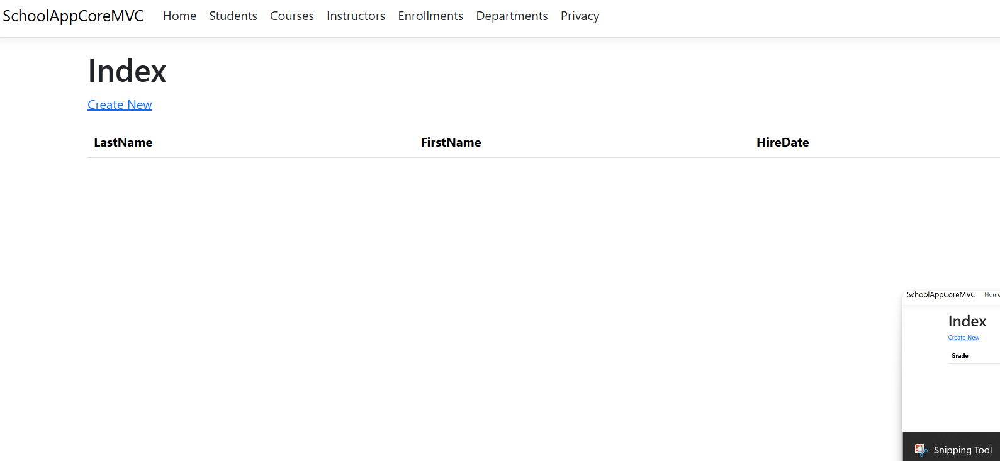 SchoolAppCoreMVC Home Students Courses Instructors Enrollments Departments Privacy
Index
Create New
LastName FirstName HireDate
SchoolAppCoreMVC Home
Index
Create New
Grade
Snipping Tool